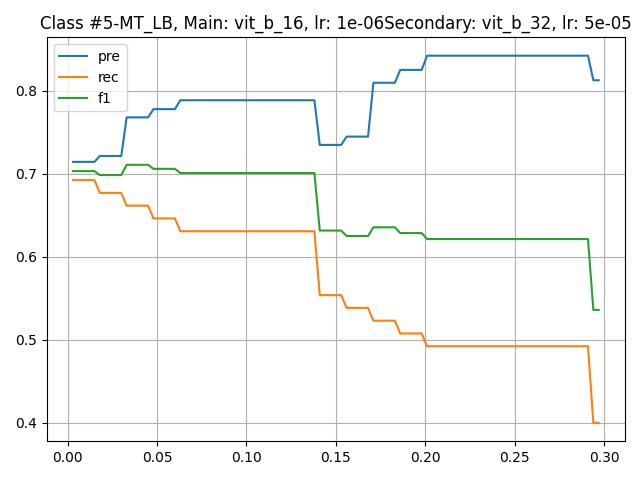 Class #5-MT_LB, Main: vit_b_16, lr: 1e-06Secondary: vit_b_32, lr: 5e-05
pre
rec
f1
0.8
0.7
0.6
0.5
0.4
0.00 0.05 0.10 0.15 0.20 0.25 0.30